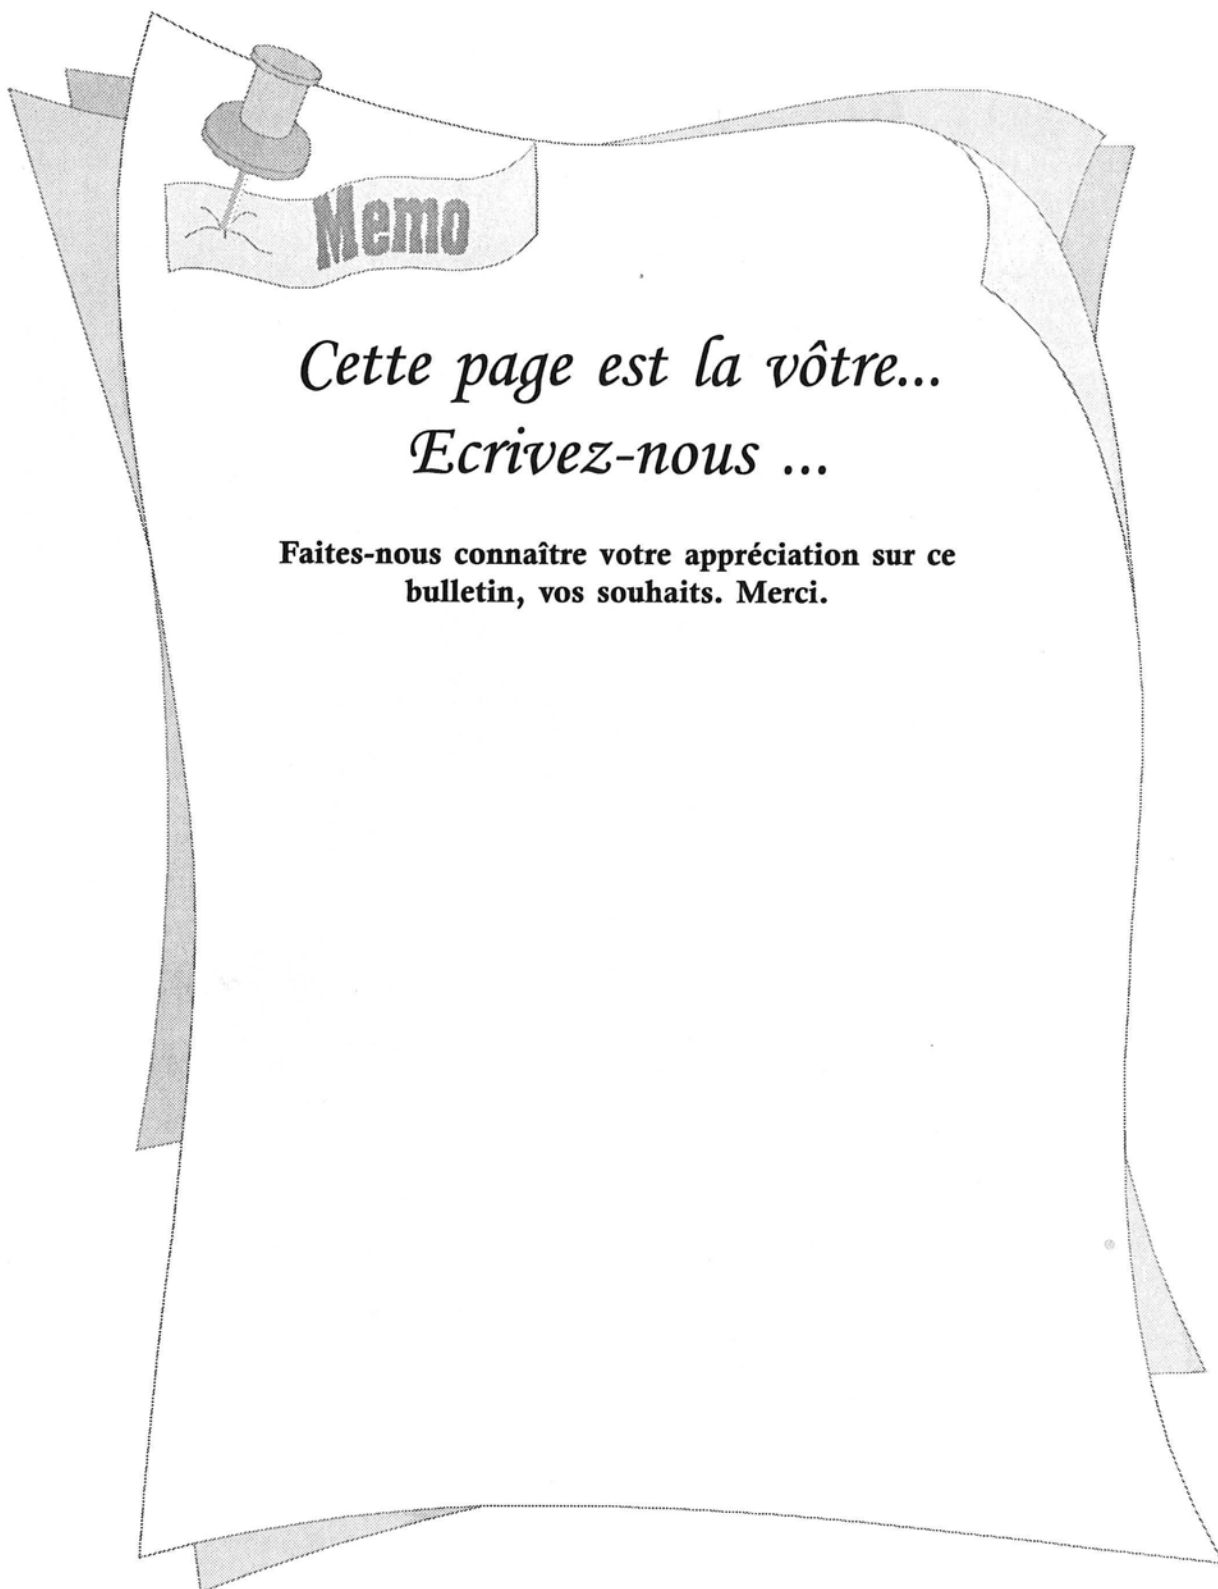 Memo
Cette page est la vôtre...
Ecrivez-nous ...
Faites-nous connaître votre appréciation sur ce
bulletin, vos souhaits. Merci.